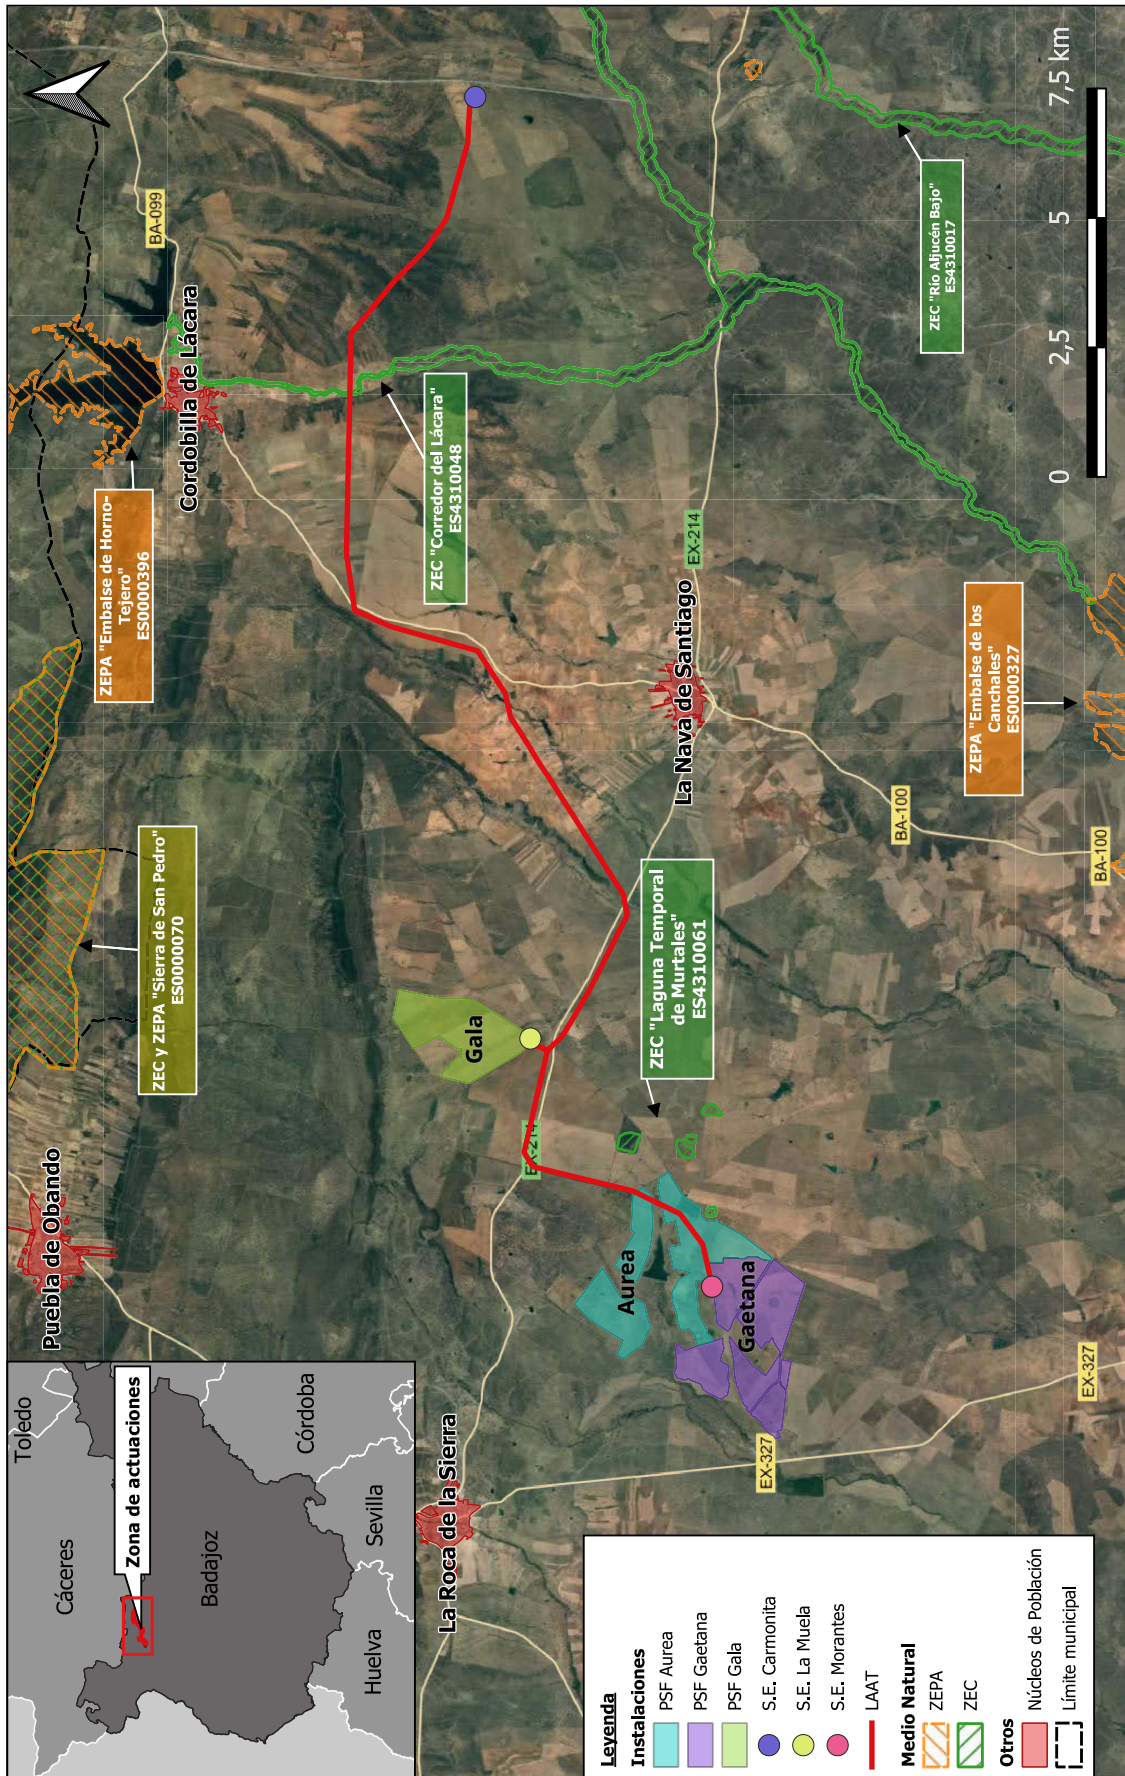 Toledo
Cáceres
Zona de actuaciones
Badajoz
Córdoba
Sevilla
Huelva
Puebla de Obando
ZEC y ZEPA "Sierra de San Pedro"
ES0000070
ZEPA "Embalse de Horno-
Tejero"
ES0000396
Cordobilla de Lácara
BA-099
ZEC "Corredor del Lácara"
ES4310048
La Roca de la Sierra
Gala
EX-214
Aurea
Gaetana
ZEC "Laguna Temporal
de Murtales"
ES4310061
La Nava de Santiago
EX-214
BA-100
BA-100
ZEPA "Embalse de los
Canchales"
ES0000327
ZEC "Río Aljucén Bajo"
ES4310017
EX-327
EX-327
0
2,5
5
7,5 km
Leyenda
Instalaciones
PSF Aurea
PSF Gaetana
PSF Gala
S.E. Carmonita
S.E. La Muela
S.E. Morantes
LAAT
Medio Natural
ZEPA
ZEC
Otros
Núcleos de Población
Límite municipal